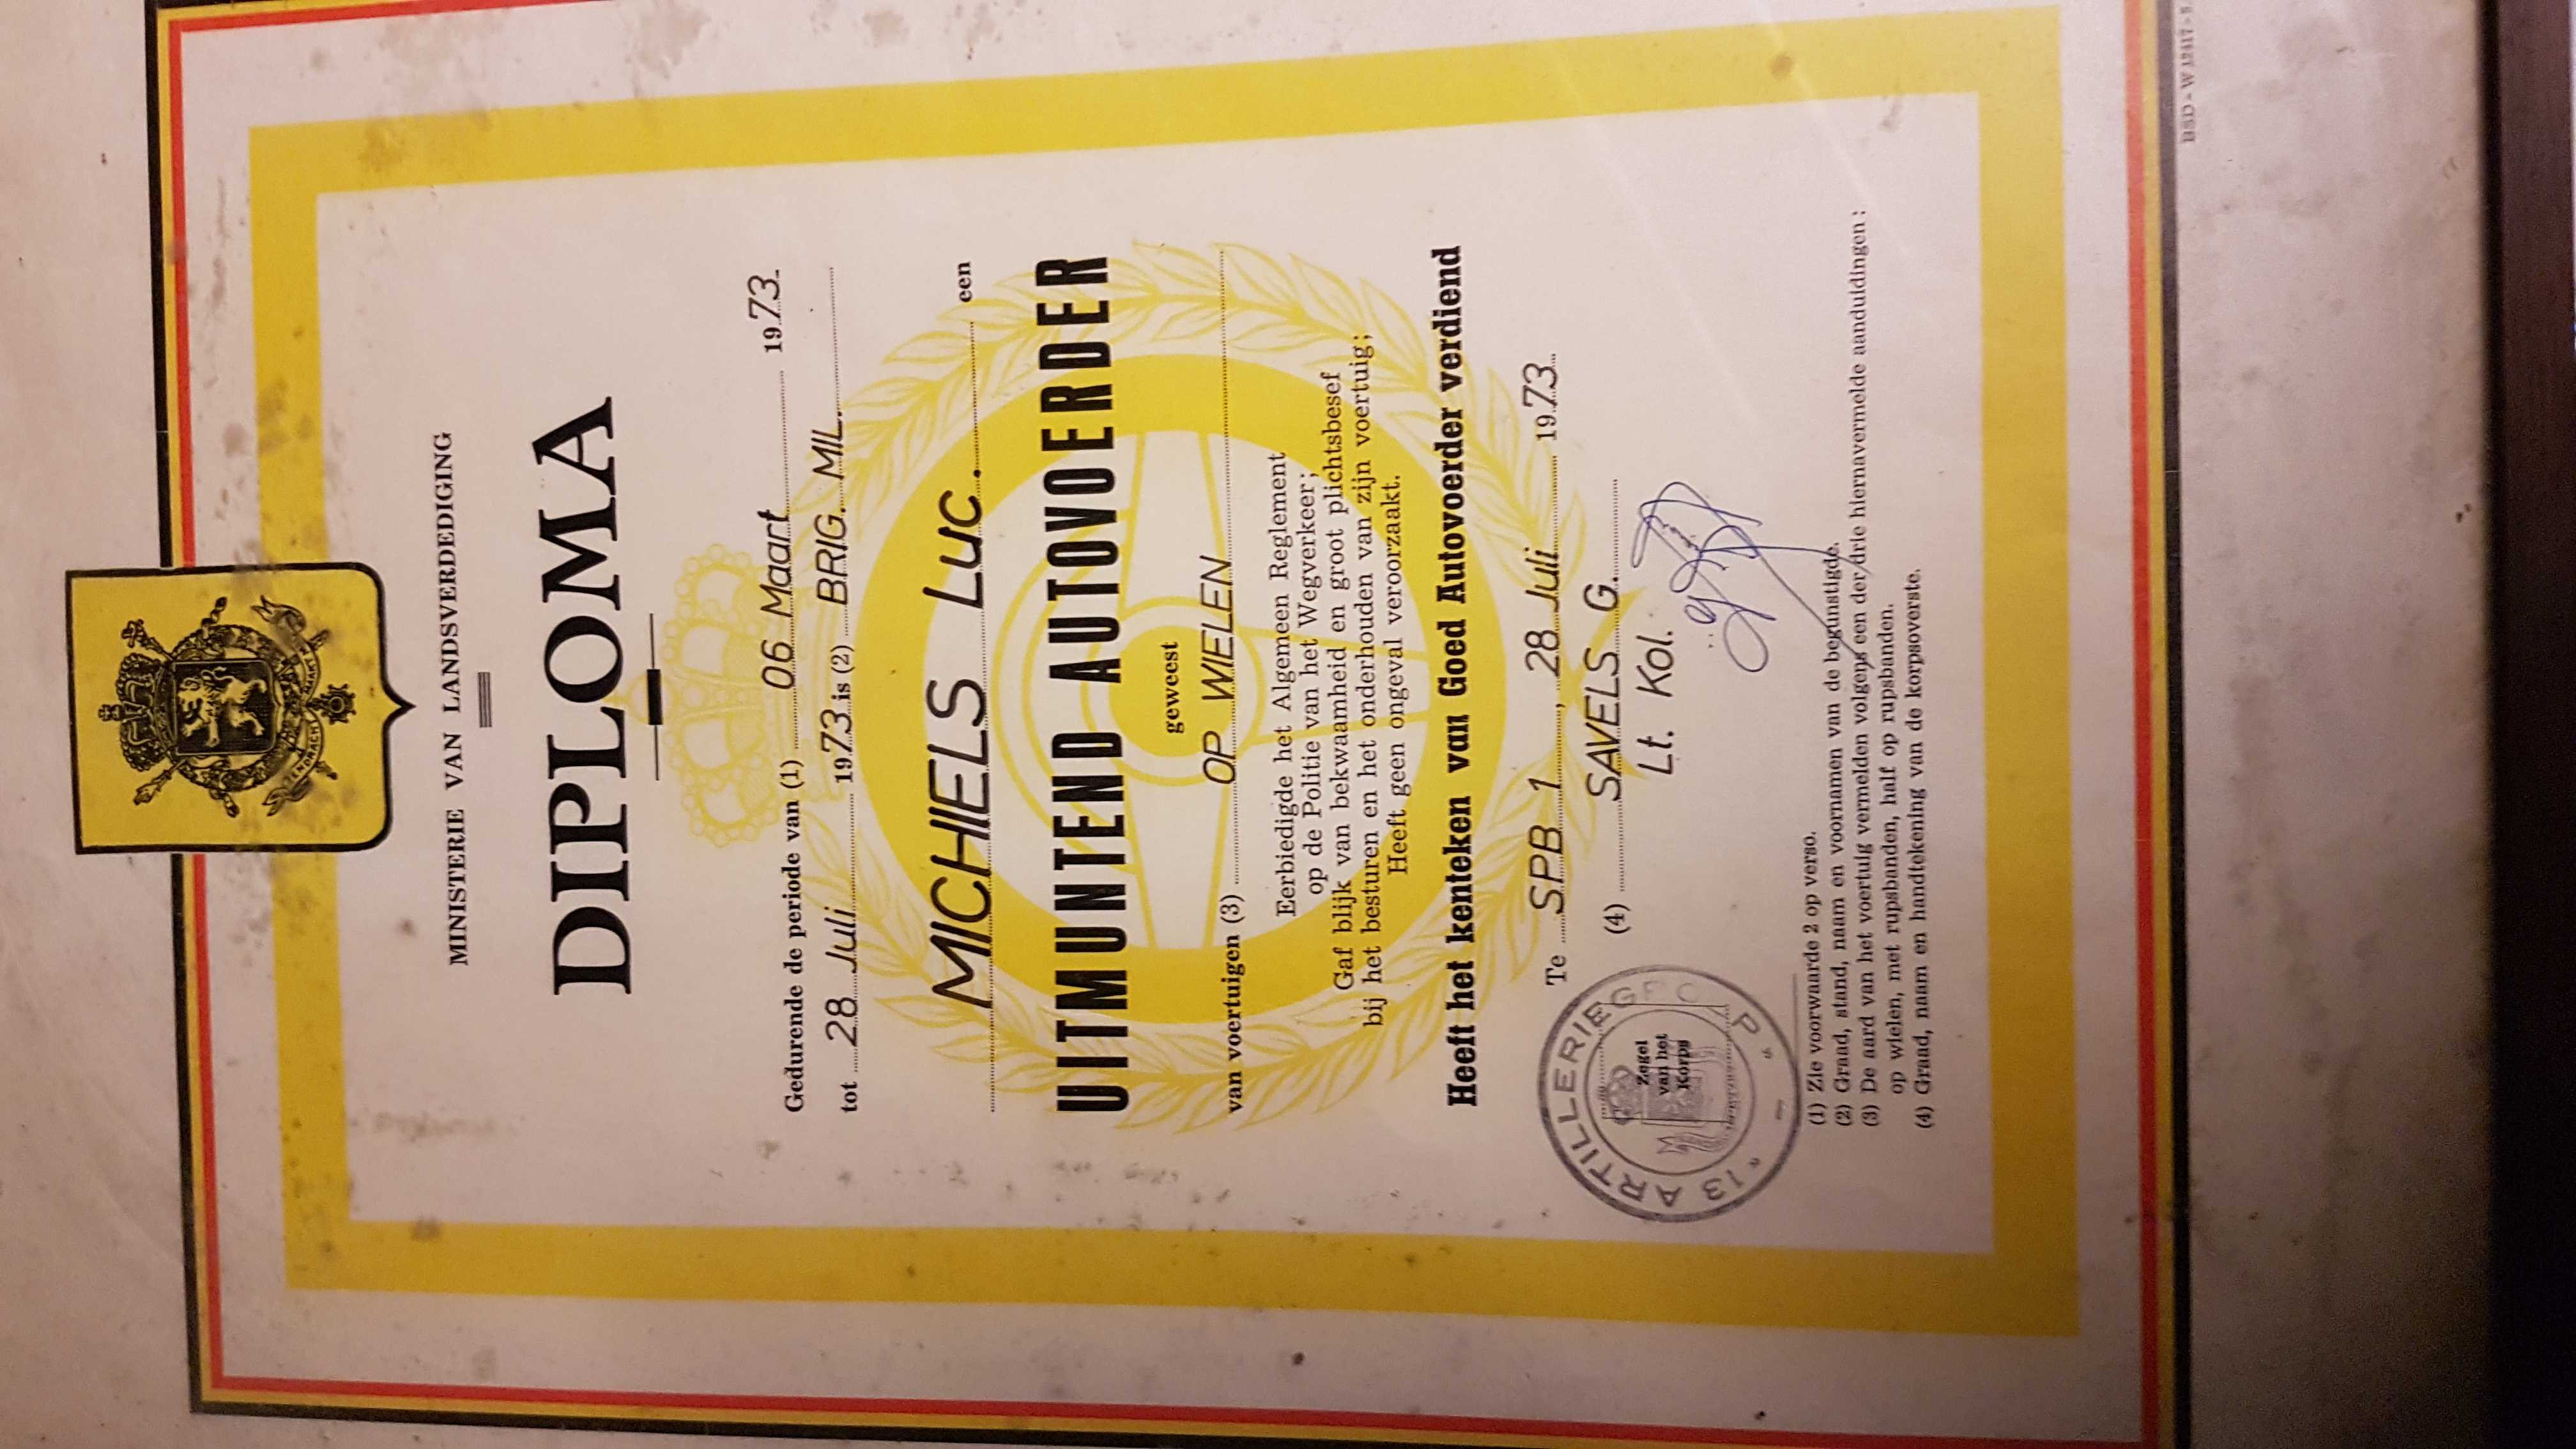 EENDRACHT MAAKT MACHT
MINISTERIE VAN LANDSVERDEDIGING
DIPLOMA
Gedurende de periode van (1) 06 Maart 1973
tot 28 Juli 1973 is (2) BRIG. MIL.
MICHIELS Luc. een
UITMUNTEND AUTOVOERDER
geweest
van voertuigen (3) OP WIELEN
Eerbiedigde het Algemeen Reglement
op de Politie van het Wegverkeer;
Gaf blijk van bekwaamheid en groot plichtsbesef
bij het besturen en het onderhouden van zijn voertuig;
Heeft geen ongeval veroorzaakt.
Heeft het kenteken van Goed Autovoerder verdiend
Te SPB 1, 28 Juli 1973
(4) SAVELS G.
Lt. Kol.
"13 ARTILLERIEGROEP"
Zegel
van het
Korps
(1) Zie voorwaarde 2 op verso.
(2) Graad, stand, naam en voornamen van de begunstigde.
(3) De aard van het voertuig vermelden volgens een der drie hiernavermelde aanduidingen:
op wielen, met rupsbanden, half op rupsbanden.
(4) Graad, naam en handtekening van de korpsoverste.